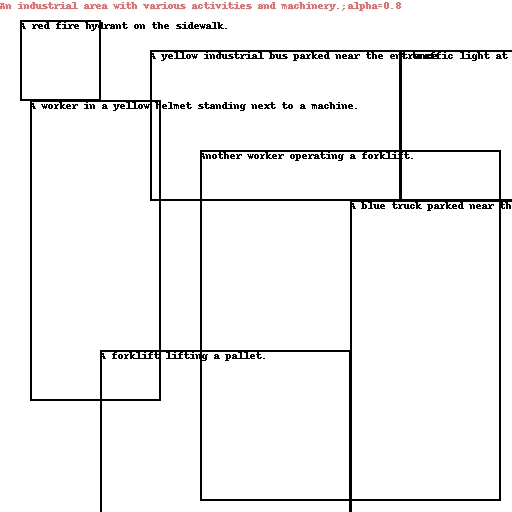 An industrial area with various activities and machinery.;alpha=0.8
A red fire hydrant on the sidewalk.
A yellow industrial bus parked near the entrance.
traffic light at
A worker in a yellow helmet standing next to a machine.
Another worker operating a forklift.
A blue truck parked near th
A forklift lifting a pallet.